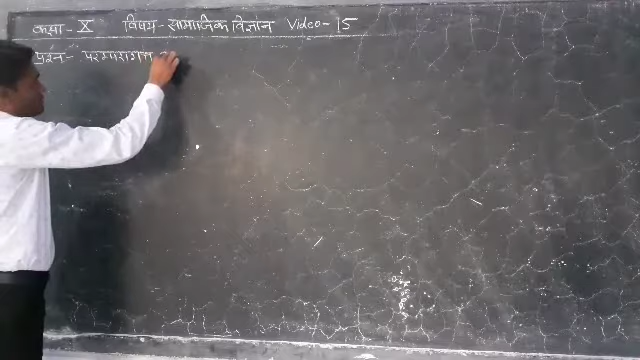 कक्षा - X विषय - सामाजिक विज्ञान Video - 15
प्रश्न - परम्परागत